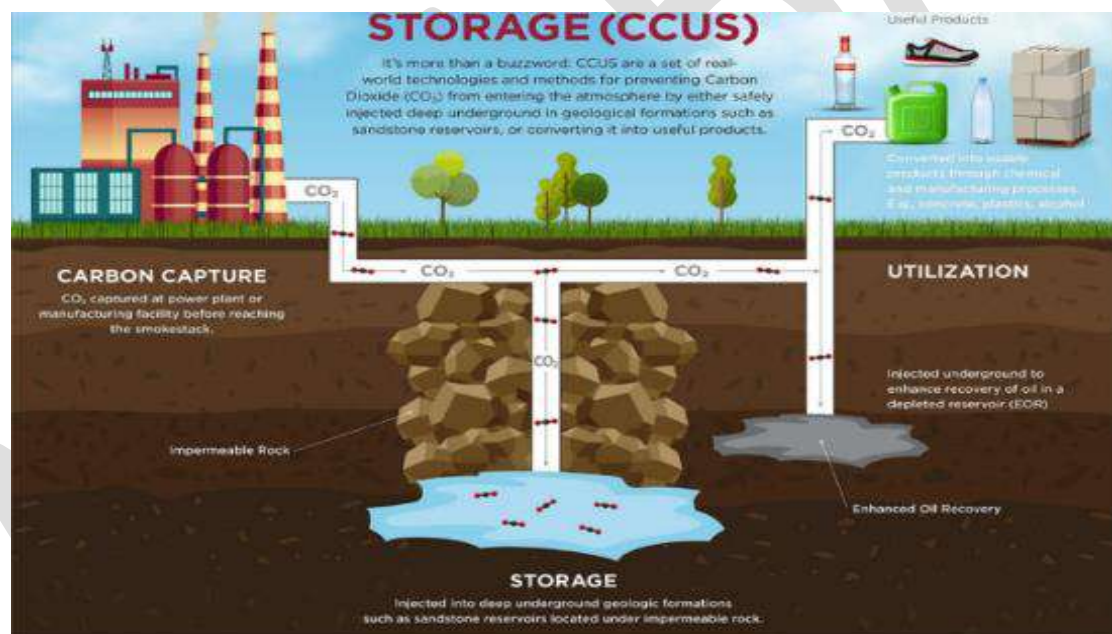 STORAGE (CCUS)
It's more than a buzzword: CCUS are a set of real-
world technologies and methods for preventing Carbon
Dioxide (CO₂) from entering the atmosphere by either safely
injected deep underground in geological formations such as
sandstone reservoirs, or converting it into useful products.
Useful Products
CO₂
Converted into usable
products through chemical
and manufacturing processes.
E.g., concrete, plastics, alcohol
CO₂
CO₂
CO₂
CARBON CAPTURE
CO₂ captured at power plant or
manufacturing facility before reaching
the smokestack.
UTILIZATION
CO₂
Injected underground to
enhance recovery of oil in a
depleted reservoir (EOR)
Impermeable Rock
Enhanced Oil Recovery
STORAGE
Injected into deep underground geologic formations
such as sandstone reservoirs located under impermeable rock.